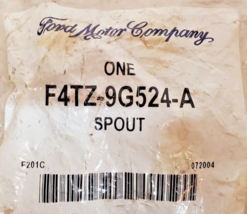 Ford Motor Company
ONE
F4TZ-9G524-A
SPOUT
F201C 072004